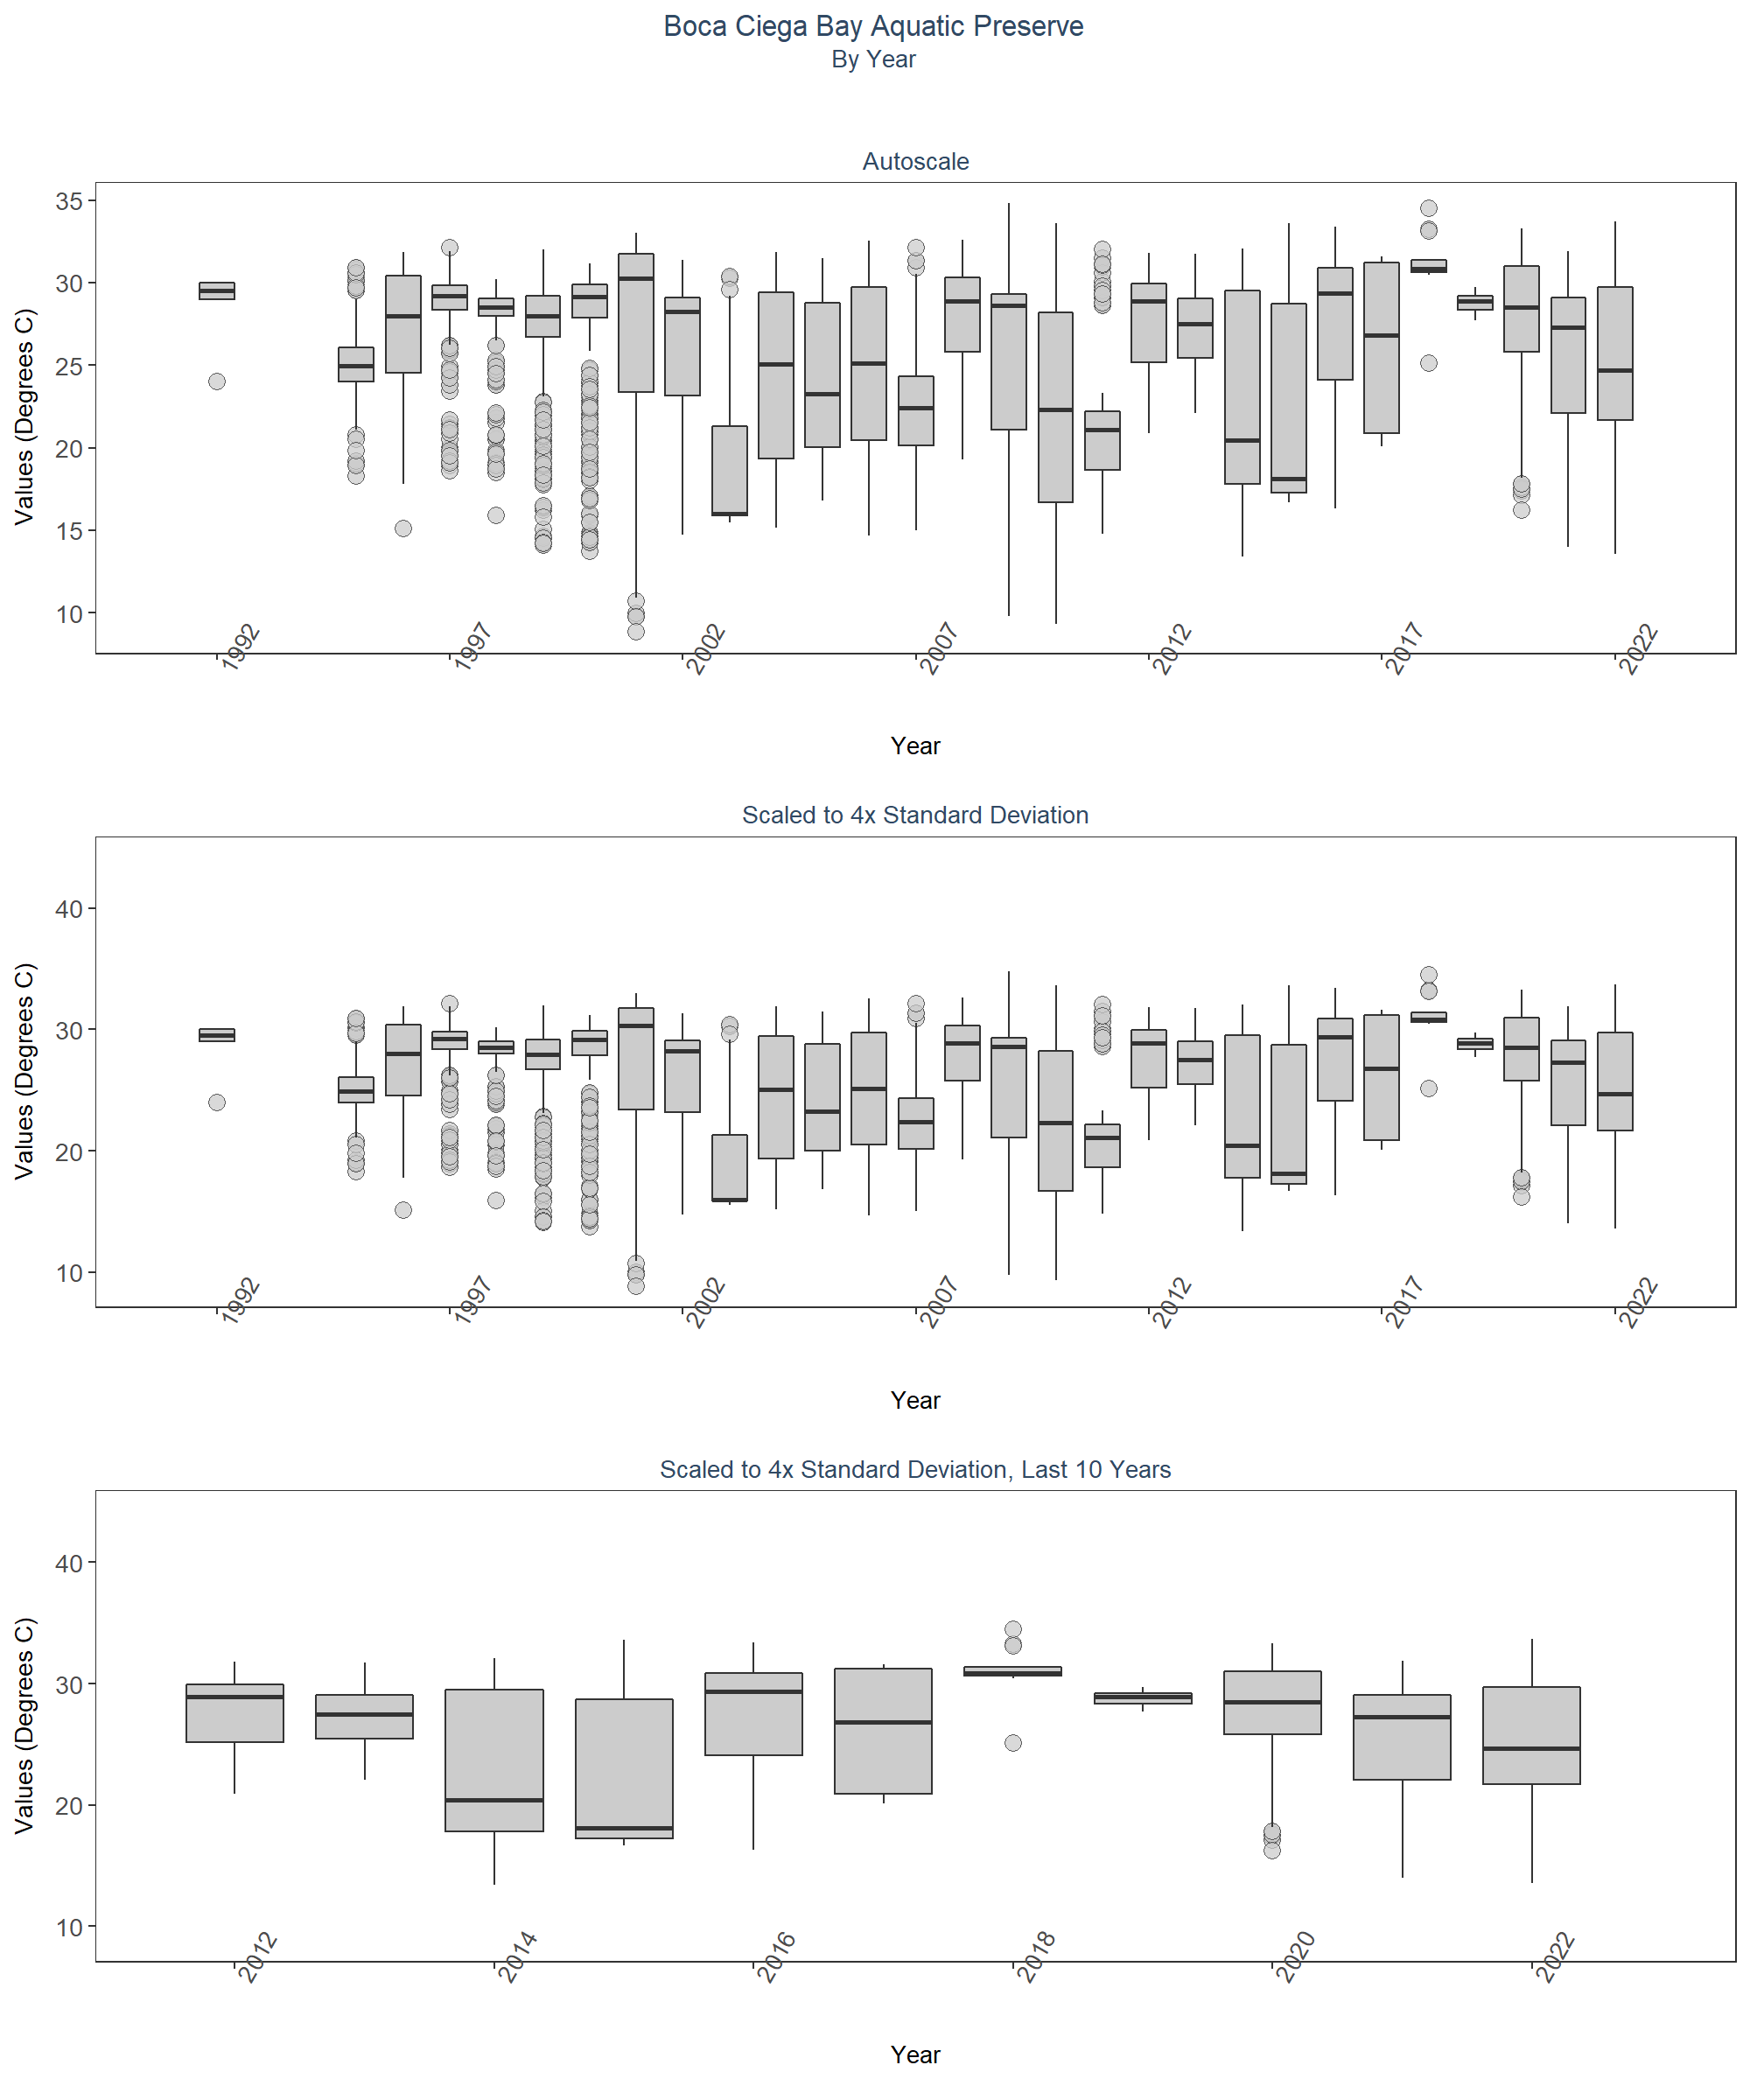 Boca Ciega Bay Aquatic Preserve
By Year
Autoscale
Values (Degrees C)
35
30
25
20
15
10
1992 1997 2002 2007 2012 2017 2022
Year
Scaled to 4x Standard Deviation
Values (Degrees C)
40
30
20
10
1992 1997 2002 2007 2012 2017 2022
Year
Scaled to 4x Standard Deviation, Last 10 Years
Values (Degrees C)
40
30
20
10
2012 2014 2016 2018 2020 2022
Year